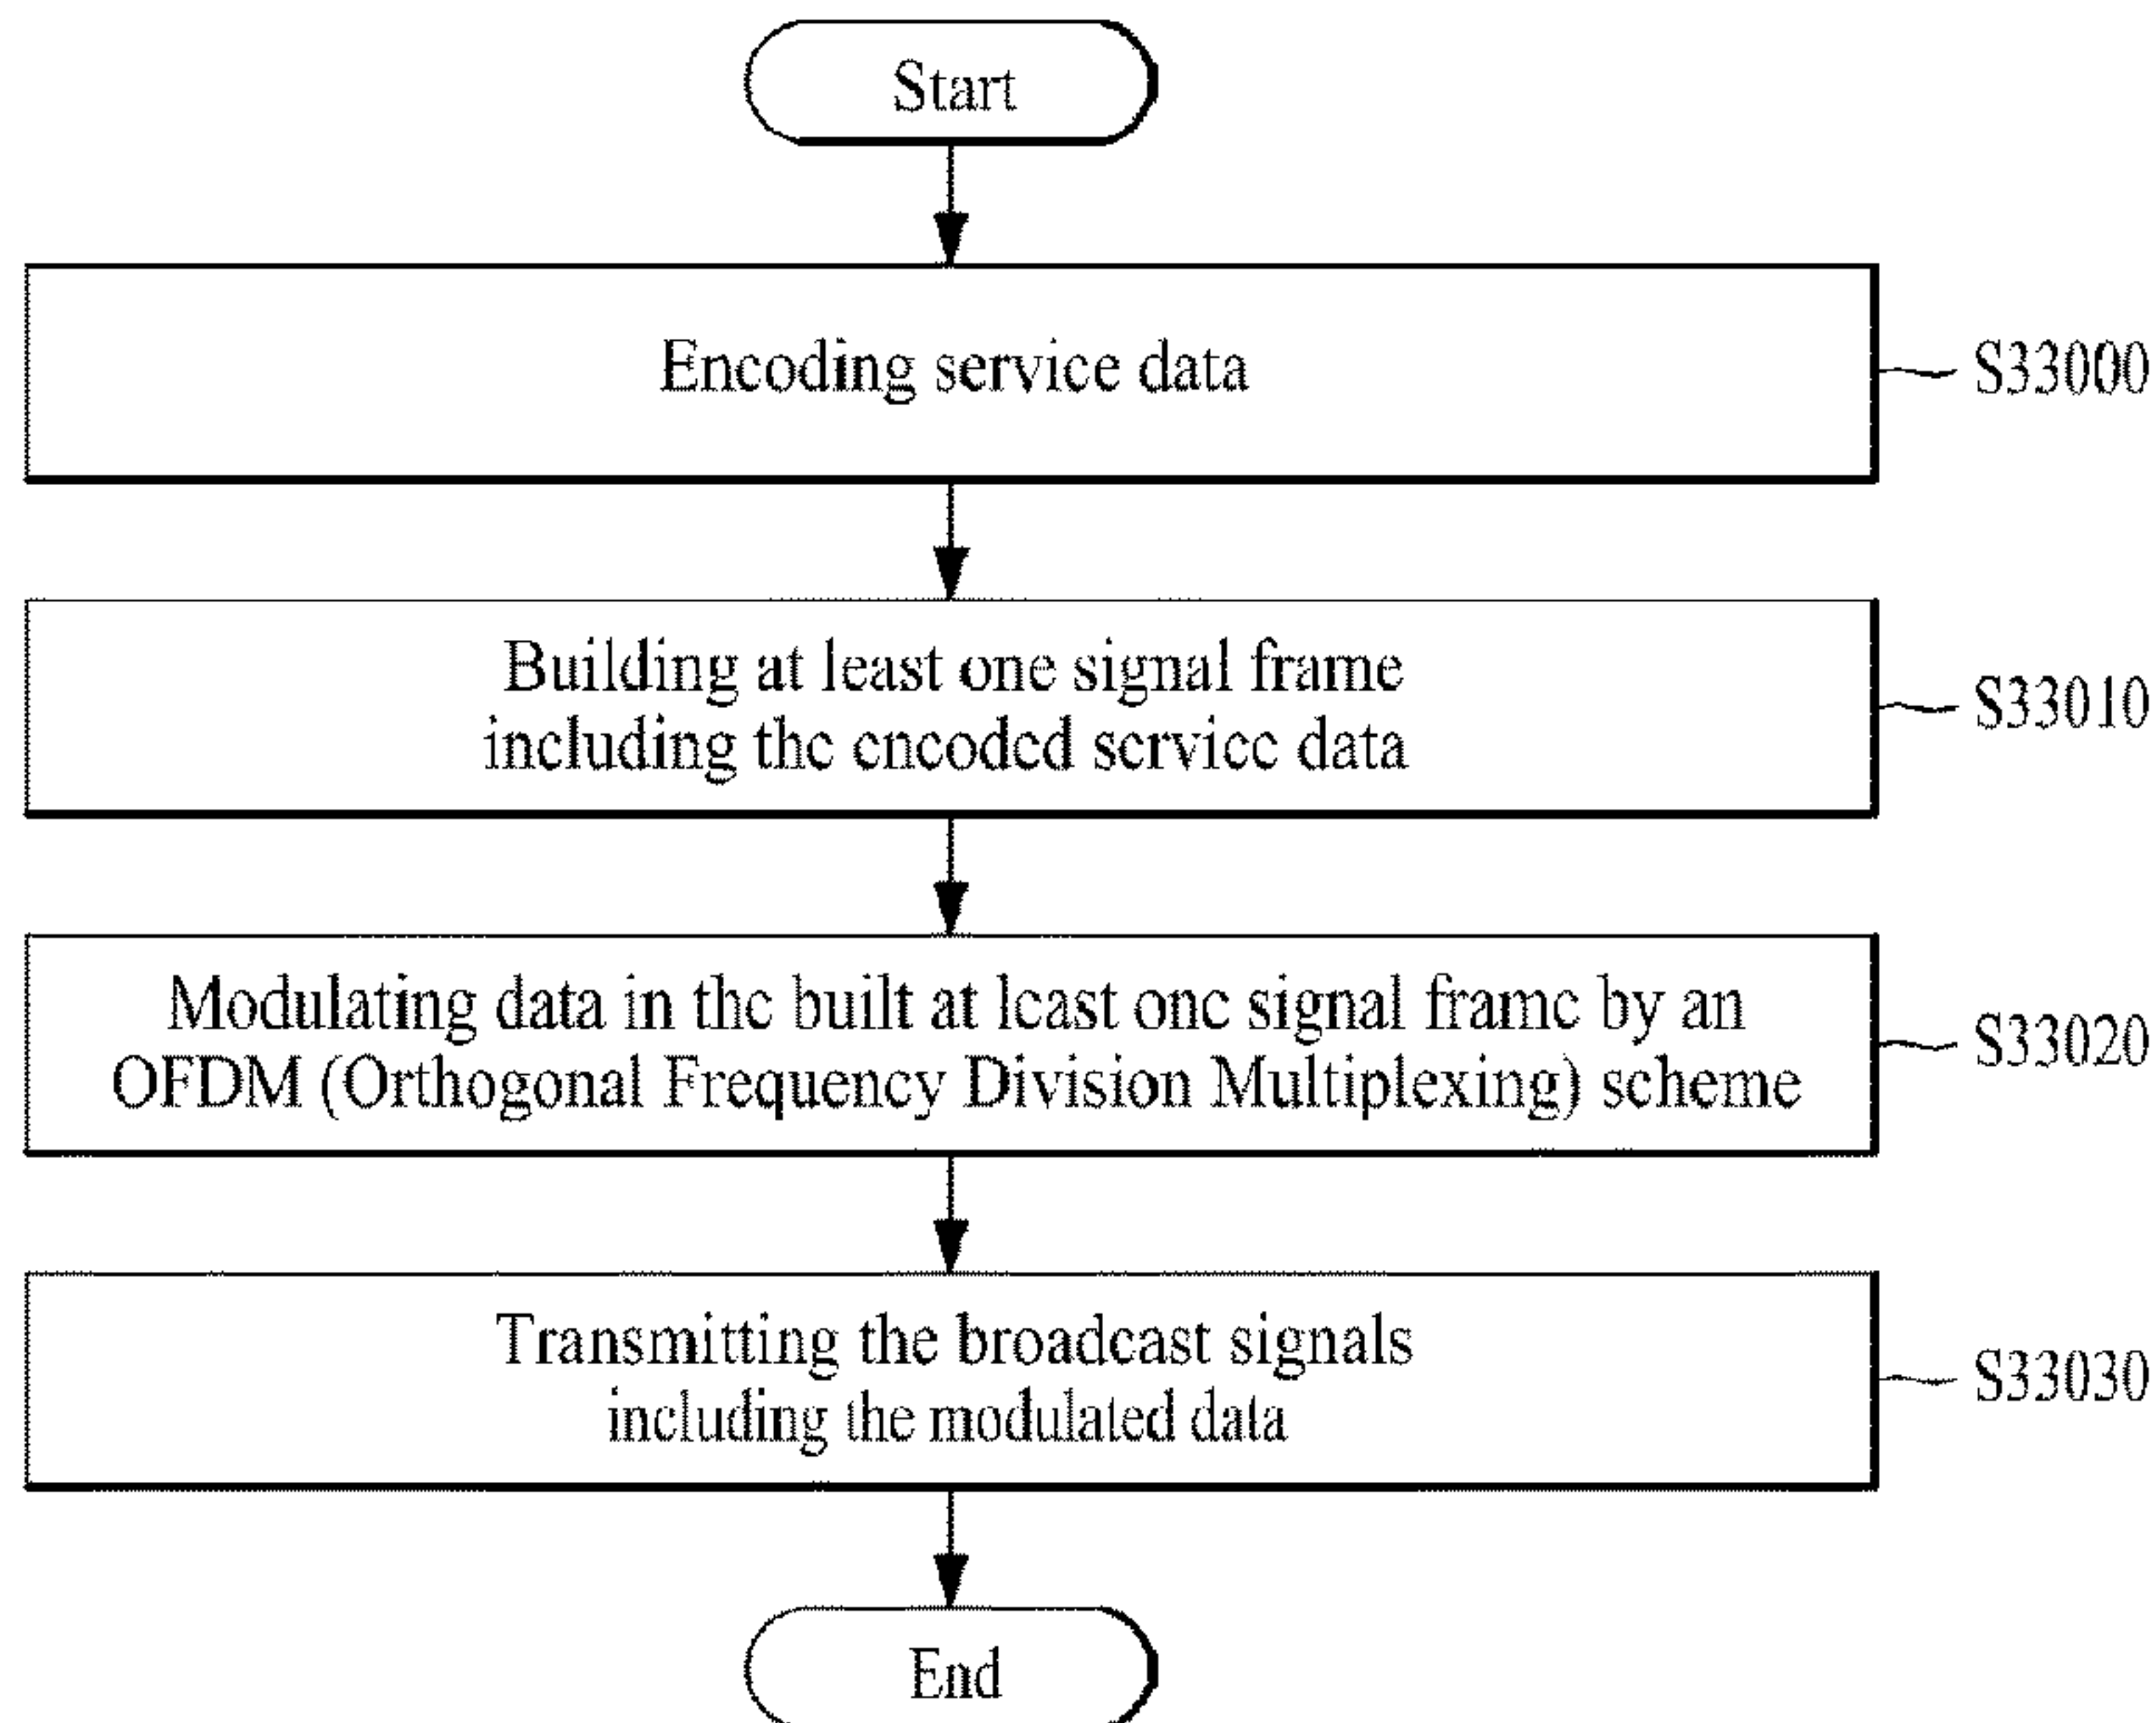 Start
Encoding service data
S33000
Building at least one signal frame
including the encoded service data
S33010
Modulating data in the built at least one signal frame by an
OFDM (Orthogonal Frequency Division Multiplexing) scheme
S33020
Transmitting the broadcast signals
including the modulated data
S33030
End